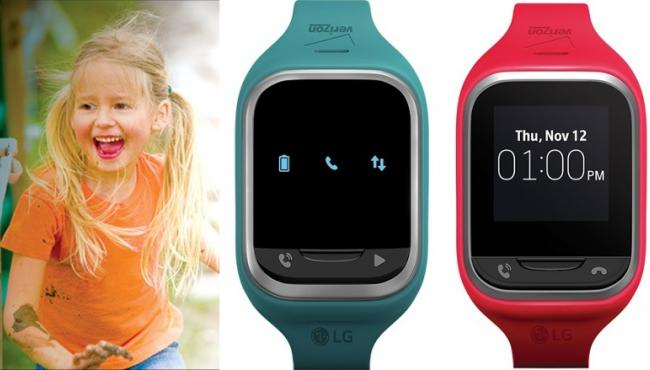 verizon
LG
verizon
Thu, Nov 12
01:00PM
LG